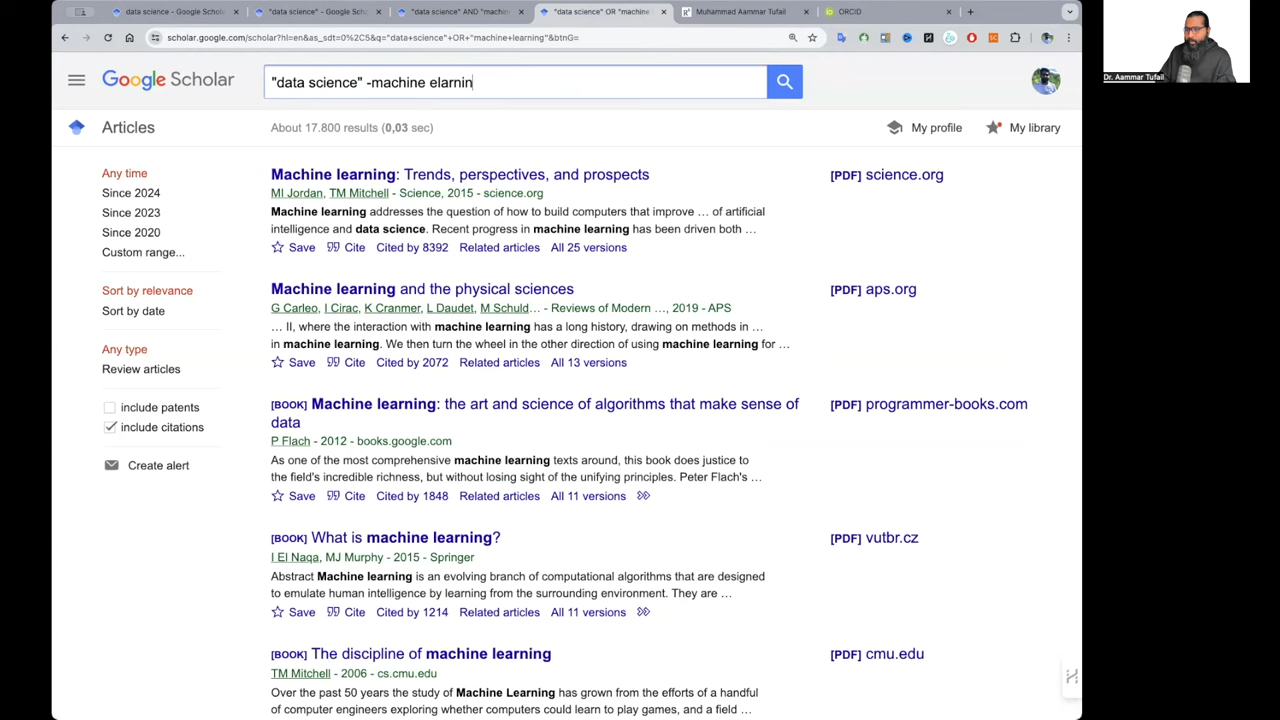 data science - Google Schola
"data science" - Google Schol
"data science" AND "machine
"data science" OR "machine l
Muhammad Aammar Tufail
ORCID
scholar.google.com/scholar?hl=en&as_sdt=0%2C5&q="data+science"+OR+"machine+learning"&btnG=
Google Scholar
"data science" -machine elarnin
Articles
About 17.800 results (0,03 sec)
My profile
My library
Any time
Since 2024
Since 2023
Since 2020
Custom range...
Sort by relevance
Sort by date
Any type
Review articles
include patents
include citations
Create alert
Machine learning: Trends, perspectives, and prospects
MI Jordan, TM Mitchell - Science, 2015 - science.org
Machine learning addresses the question of how to build computers that improve … of artificial
intelligence and data science. Recent progress in machine learning has been driven both …
Save Cite Cited by 8392 Related articles All 25 versions
[PDF] science.org
Machine learning and the physical sciences
G Carleo, I Cirac, K Cranmer, L Daudet, M Schuld… - Reviews of Modern …, 2019 - APS
… II, where the interaction with machine learning has a long history, drawing on methods in …
in machine learning. We then turn the wheel in the other direction of using machine learning for …
Save Cite Cited by 2072 Related articles All 13 versions
[PDF] aps.org
[BOOK] Machine learning: the art and science of algorithms that make sense of
data
P Flach - 2012 - books.google.com
As one of the most comprehensive machine learning texts around, this book does justice to
the field's incredible richness, but without losing sight of the unifying principles. Peter Flach's …
Save Cite Cited by 1848 Related articles All 11 versions
[PDF] programmer-books.com
[BOOK] What is machine learning?
I El Naqa, MJ Murphy - 2015 - Springer
Abstract Machine learning is an evolving branch of computational algorithms that are designed
to emulate human intelligence by learning from the surrounding environment. They are …
Save Cite Cited by 1214 Related articles All 11 versions
[PDF] vutbr.cz
[BOOK] The discipline of machine learning
TM Mitchell - 2006 - cs.cmu.edu
Over the past 50 years the study of Machine Learning has grown from the efforts of a handful
of computer engineers exploring whether computers could learn to play games, and a field …
[PDF] cmu.edu
Dr. Aammar Tufail